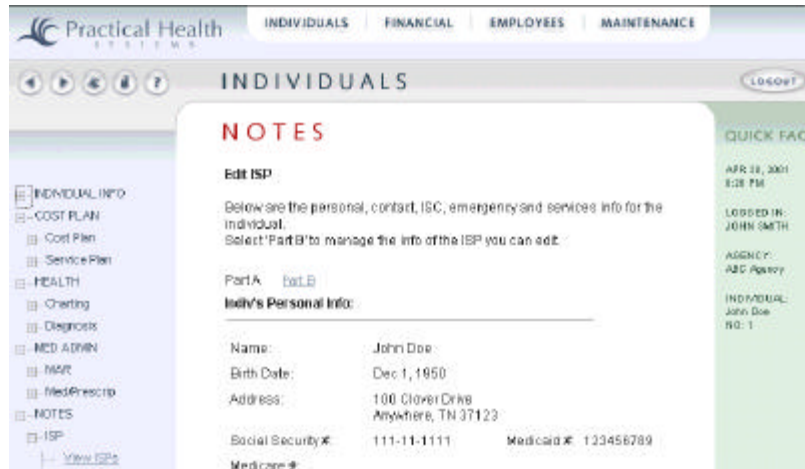 Practical Health
SYSTEMS
INDIVIDUALS FINANCIAL EMPLOYEES MAINTENANCE
INDIVIDUALS
LOGOUT
INDIVIDUAL INFO
COST PLAN
Cost Plan
Service Plan
HEALTH
Charting
Diagnosis
MED ADMIN
MAR
Med/Prescrip
NOTES
ISP
View ISPs
NOTES
Edit ISP
Below are the personal, contact, ISC, emergency and services info for the
individual.
Select 'Part B' to manage the info of the ISP you can edit.
Part A Part B
Indiv's Personal Info:
Name: John Doe
Birth Date: Dec 1, 1950
Address: 100 Clover Drive
Anywhere, TN 37123
Social Security #: 111-11-1111 Medicaid #: 123456789
Medicare #:
QUICK FAC
2001
PM
LOGGED IN:
JOHN SMITH
AGENCY:
ABC Agency
INDIVIDUAL:
John Doe
NO: 1